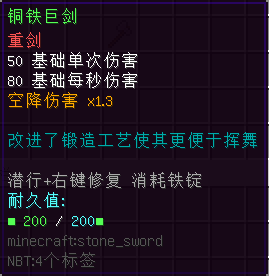 铜铁巨剑
重剑
50 基础单次伤害
80 基础每秒伤害
空降伤害 x1.3
改进了锻造工艺使其更便于挥舞
潜行+右键修复 消耗铁锭
耐久值:
■ 200 / 200■
minecraft:stone_sword
NBT:4个标签